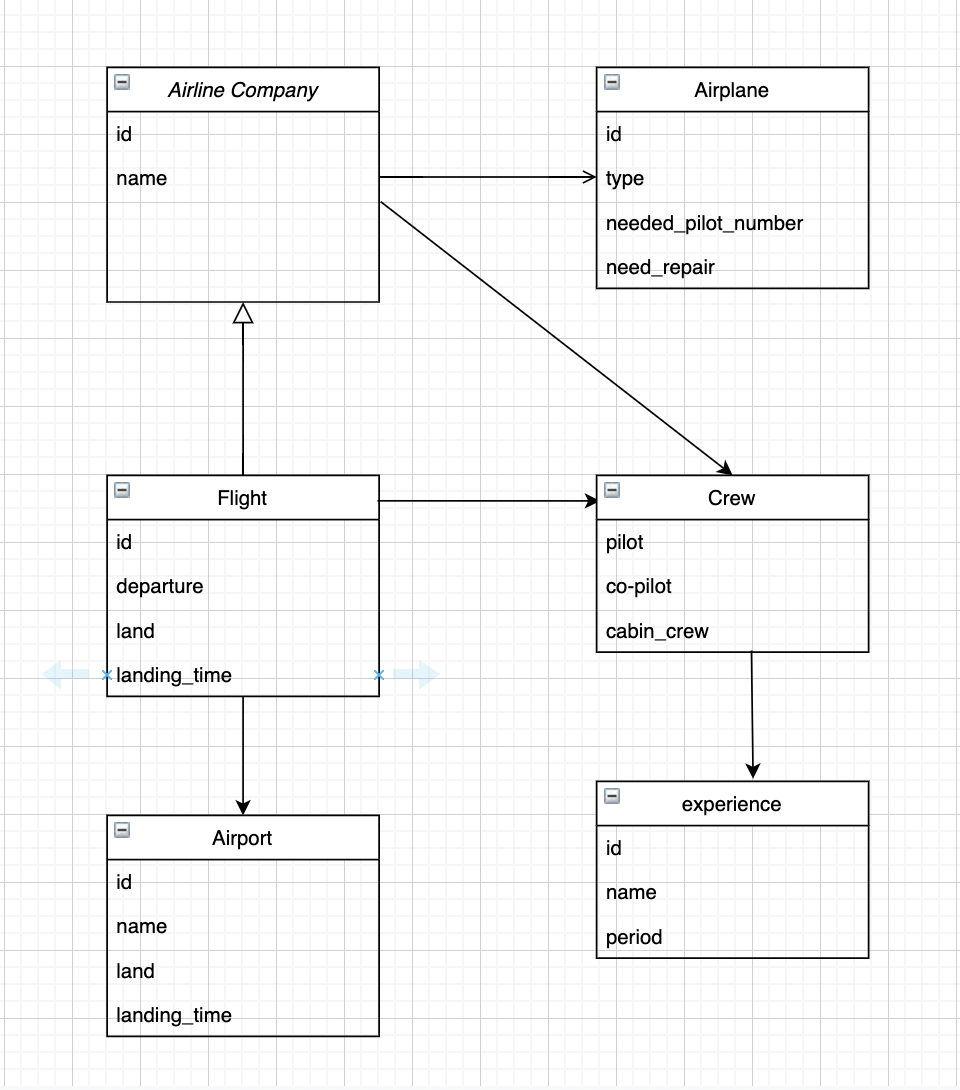 Airline Company
id
name
Airplane
id
type
needed_pilot_number
need_repair
Flight
id
departure
land
landing_time
Crew
pilot
co-pilot
cabin_crew
Airport
id
name
land
landing_time
experience
id
name
period